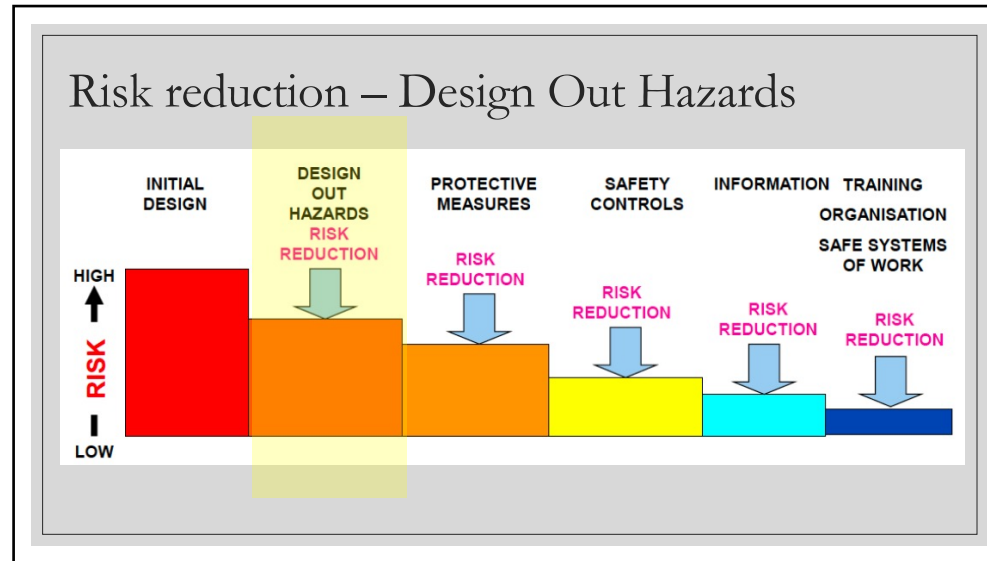 Risk reduction – Design Out Hazards
INITIAL
DESIGN
DESIGN
OUT
HAZARDS
RISK
REDUCTION
PROTECTIVE
MEASURES
RISK
REDUCTION
SAFETY
CONTROLS
RISK
REDUCTION
INFORMATION
RISK
REDUCTION
TRAINING
ORGANISATION
SAFE SYSTEMS
OF WORK
RISK
REDUCTION
HIGH
RISK
LOW